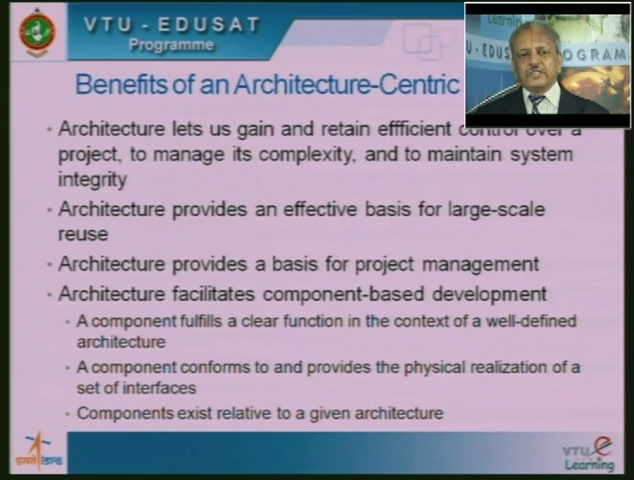 VTU - EDUSAT
Programme
Benefits of an Architecture-Centric
Learning
U - EDUS
PROGRAM
Architecture lets us gain and retain effficient control over a
project, to manage its complexity, and to maintain system
integrity
Architecture provides an effective basis for large-scale
reuse
Architecture provides a basis for project management
Architecture facilitates component-based development
A component fulfills a clear function in the context of a well-defined
architecture
A component conforms to and provides the physical realization of a
set of interfaces
Components exist relative to a given architecture
VTU e
Learning